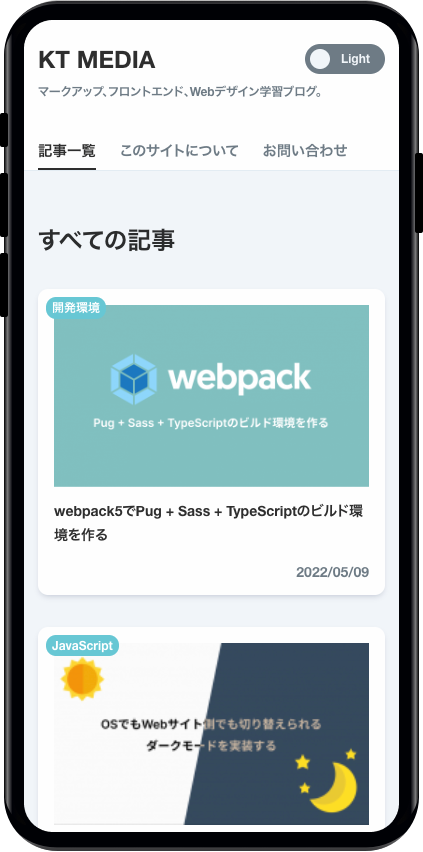 KT MEDIA
Light
マークアップ、フロントエンド、Webデザイン学習ブログ。
記事一覧 このサイトについて お問い合わせ
すべての記事
開発環境
webpack
Pug + Sass + TypeScriptのビルド環境を作る
webpack5でPug + Sass + TypeScriptのビルド環
境を作る
2022/05/09
JavaScript
OSでもWebサイト側でも切り替えられる
ダークモードを実装する